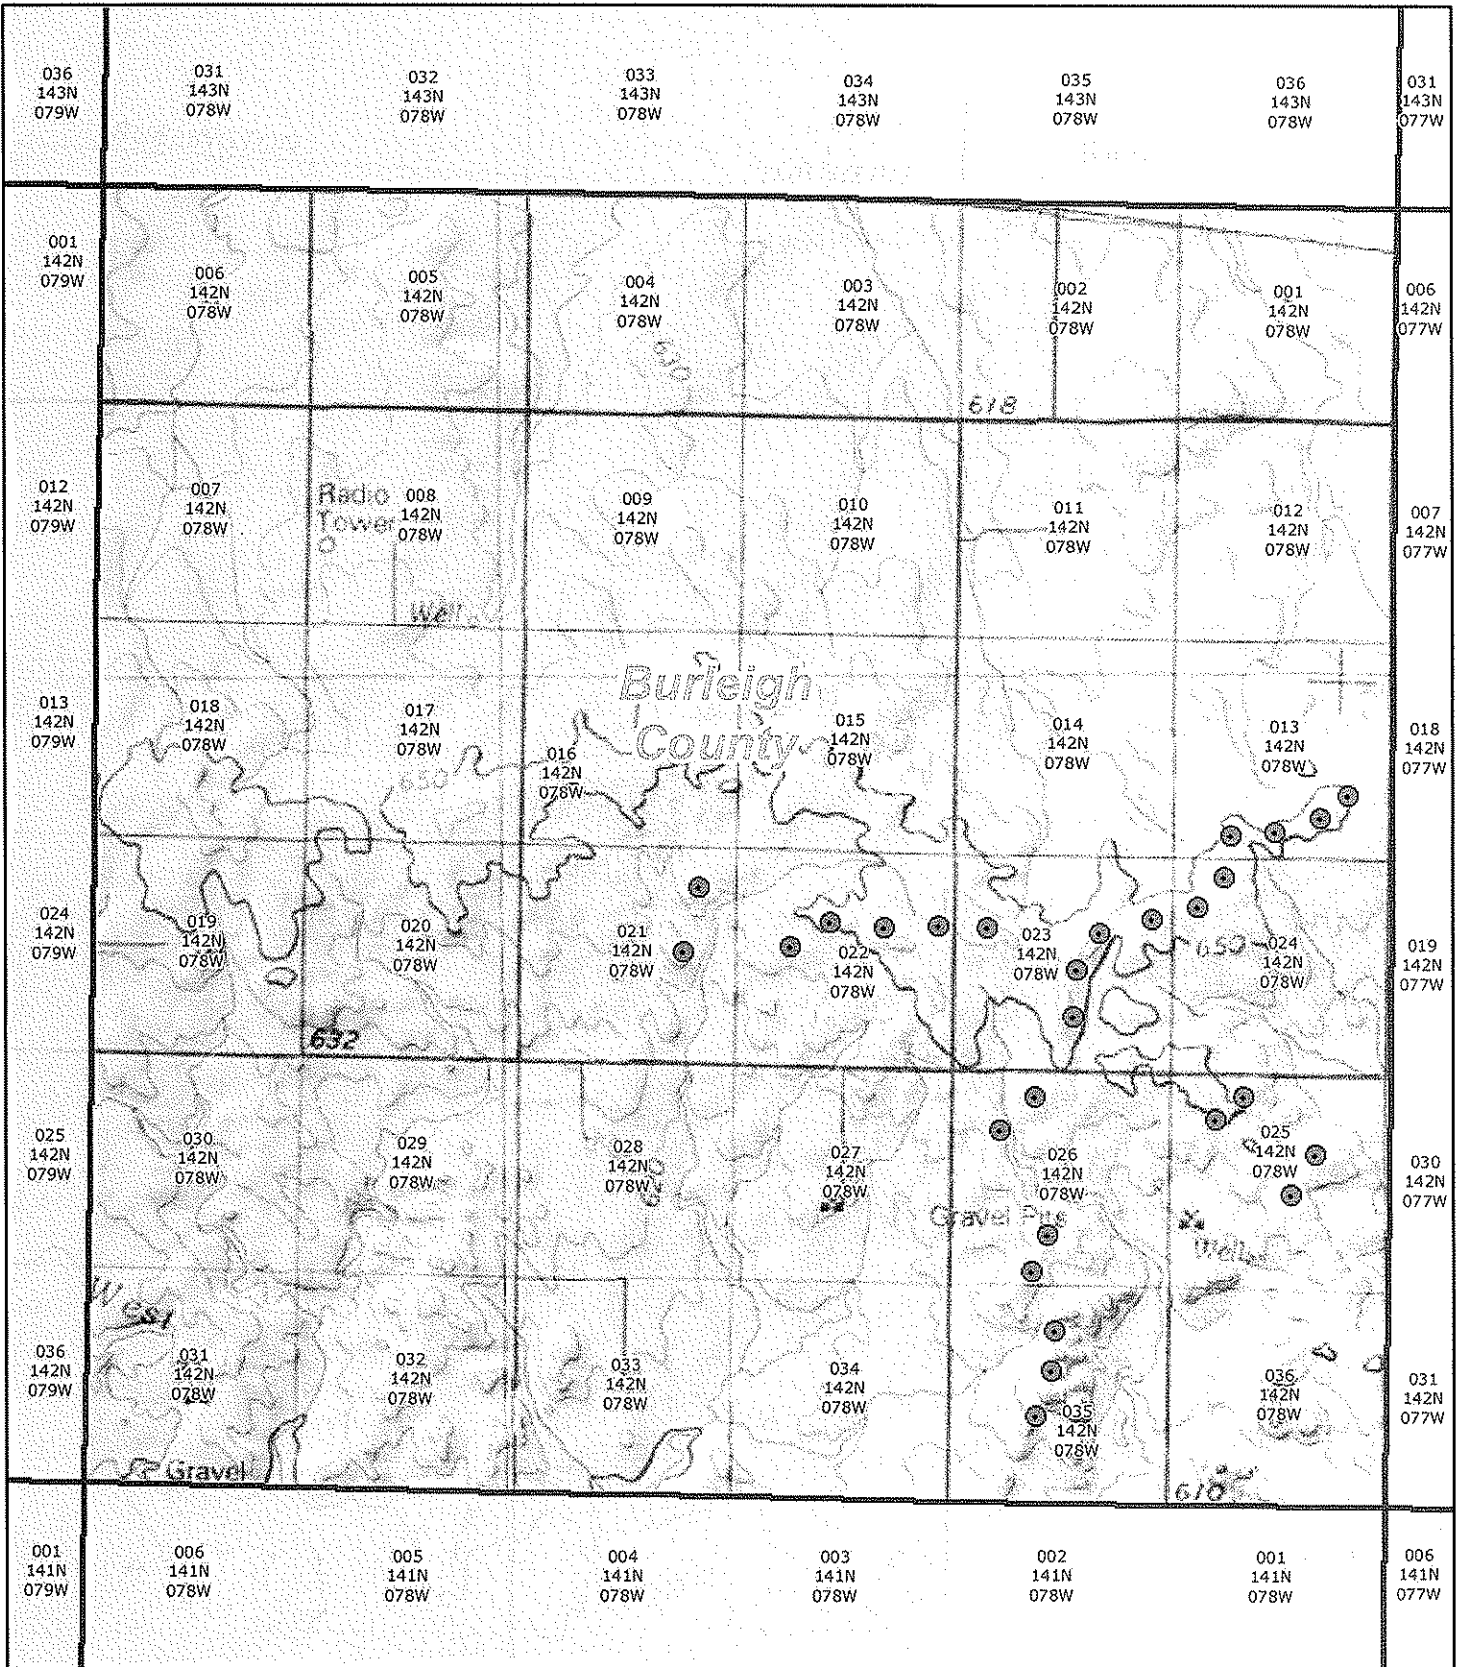 036
143N
079W
031
143N
078W
032
143N
078W
033
143N
078W
034
143N
078W
035
143N
078W
036
143N
078W
031
143N
077W
001
142N
079W
006
142N
078W
005
142N
078W
004
142N
078W
003
142N
078W
002
142N
078W
001
142N
078W
006
142N
077W
610
618
012
142N
079W
007
142N
078W
Radio
Tower
008
142N
078W
009
142N
078W
010
142N
078W
011
142N
078W
012
142N
078W
007
142N
077W
Well
Burleigh
County
013
142N
079W
018
142N
078W
017
142N
078W
016
142N
078W
015
142N
078W
014
142N
078W
013
142N
078W
018
142N
077W
650
024
142N
079W
019
142N
078W
020
142N
078W
021
142N
078W
022
142N
078W
023
142N
078W
650
024
142N
078W
019
142N
077W
632
025
142N
079W
030
142N
078W
029
142N
078W
028
142N
078W
027
142N
078W
026
142N
078W
025
142N
078W
030
142N
077W
Gravel Pits
West
036
142N
079W
031
142N
078W
032
142N
078W
033
142N
078W
034
142N
078W
035
142N
078W
036
142N
078W
031
142N
077W
Gravel
610
001
141N
079W
006
141N
078W
005
141N
078W
004
141N
078W
003
141N
078W
002
141N
078W
001
141N
078W
006
141N
077W